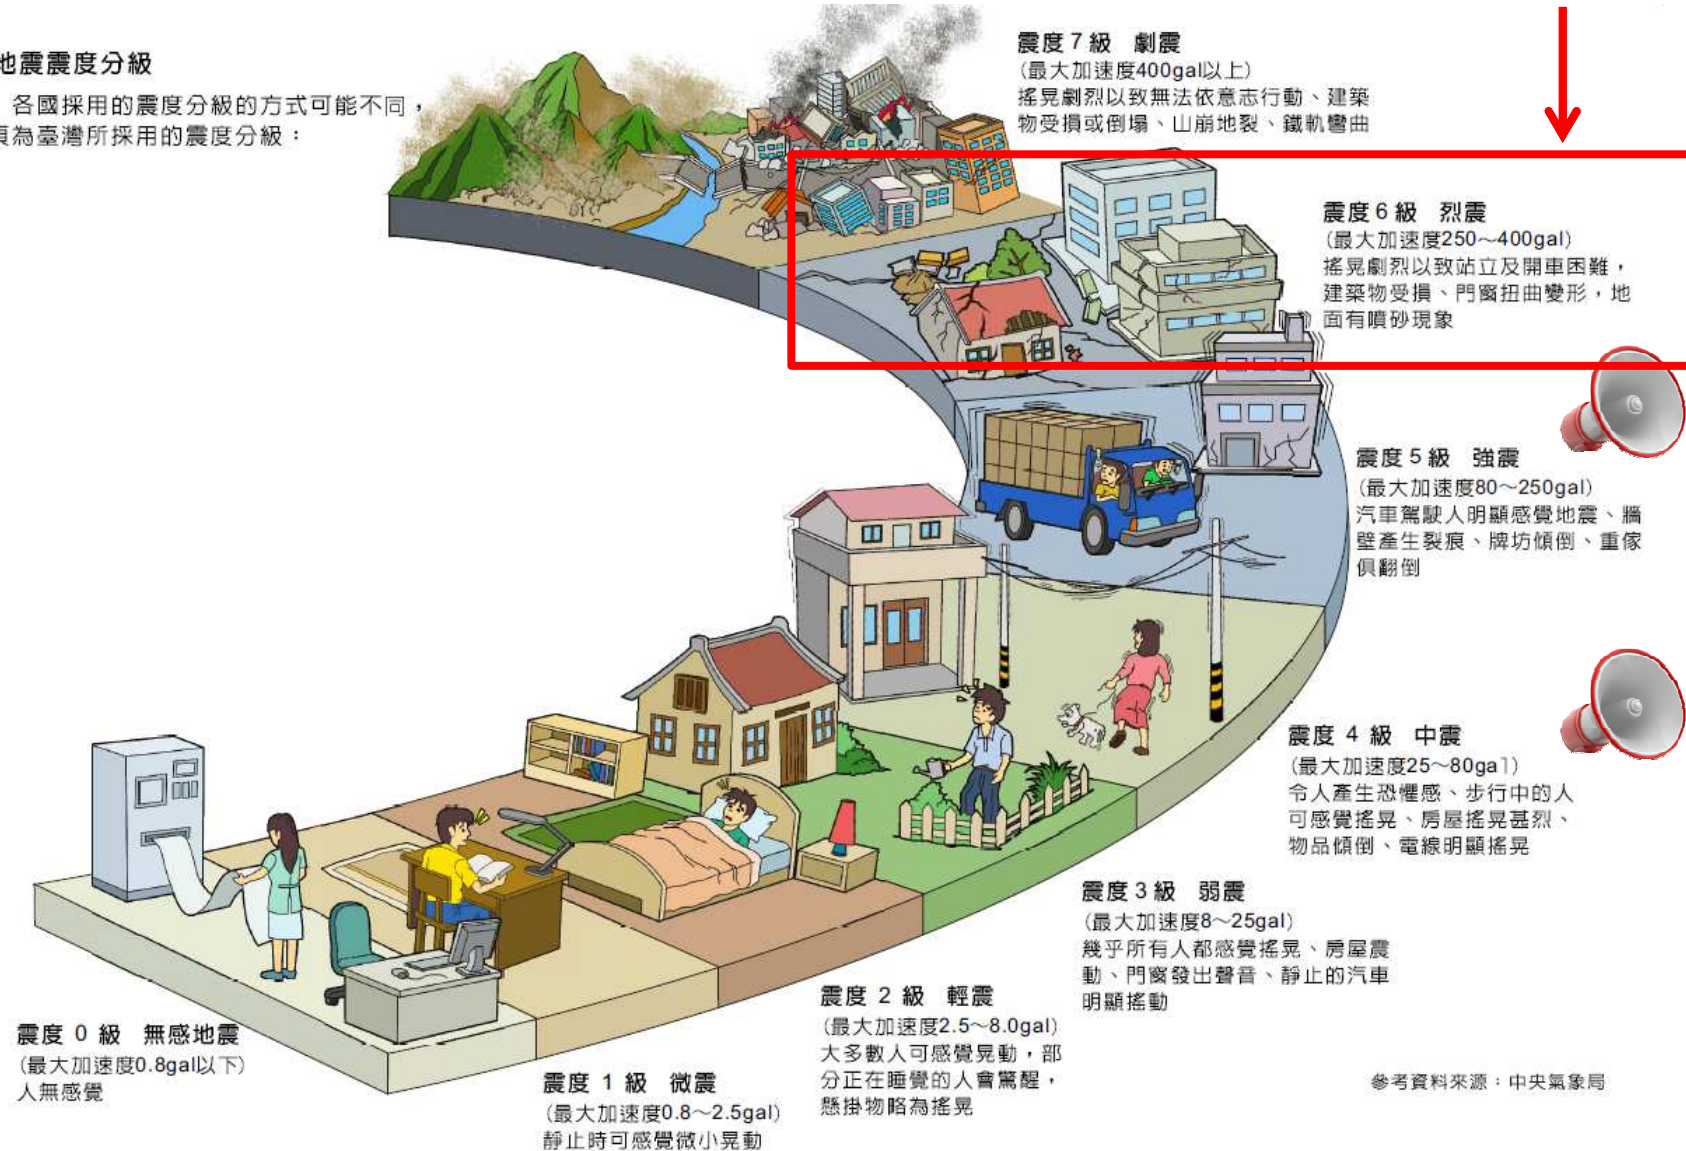 地震震度分級
各國採用的震度分級的方式可能不同，
頁為臺灣所採用的震度分級：
震度 7 級 劇震
(最大加速度400gal以上)
搖晃劇烈以致無法依意志行動、建築
物受損或倒塌、山崩地裂、鐵軌彎曲
震度 6 級 烈震
(最大加速度250～400gal)
搖晃劇烈以致站立及開車困難，
建築物受損、門窗扭曲變形，地
面有噴砂現象
震度 5 級 強震
(最大加速度80～250gal)
汽車駕駛人明顯感覺地震、牆
壁產生裂痕、牌坊傾倒、重傢
俱翻倒
震度 4 級 中震
(最大加速度25～80gal)
令人產生恐懼感、步行中的人
可感覺搖晃、房屋搖晃甚烈、
物品傾倒、電線明顯搖晃
震度 3 級 弱震
(最大加速度8～25gal)
幾乎所有人都感覺搖晃、房屋震
動、門窗發出聲音、靜止的汽車
明顯搖動
震度 2 級 輕震
(最大加速度2.5～8.0gal)
大多數人可感覺晃動，部
分正在睡覺的人會驚醒，
懸掛物略為搖晃
震度 1 級 微震
(最大加速度0.8～2.5gal)
靜止時可感覺微小晃動
震度 0 級 無感地震
(最大加速度0.8gal以下)
人無感覺
參考資料來源：中央氣象局